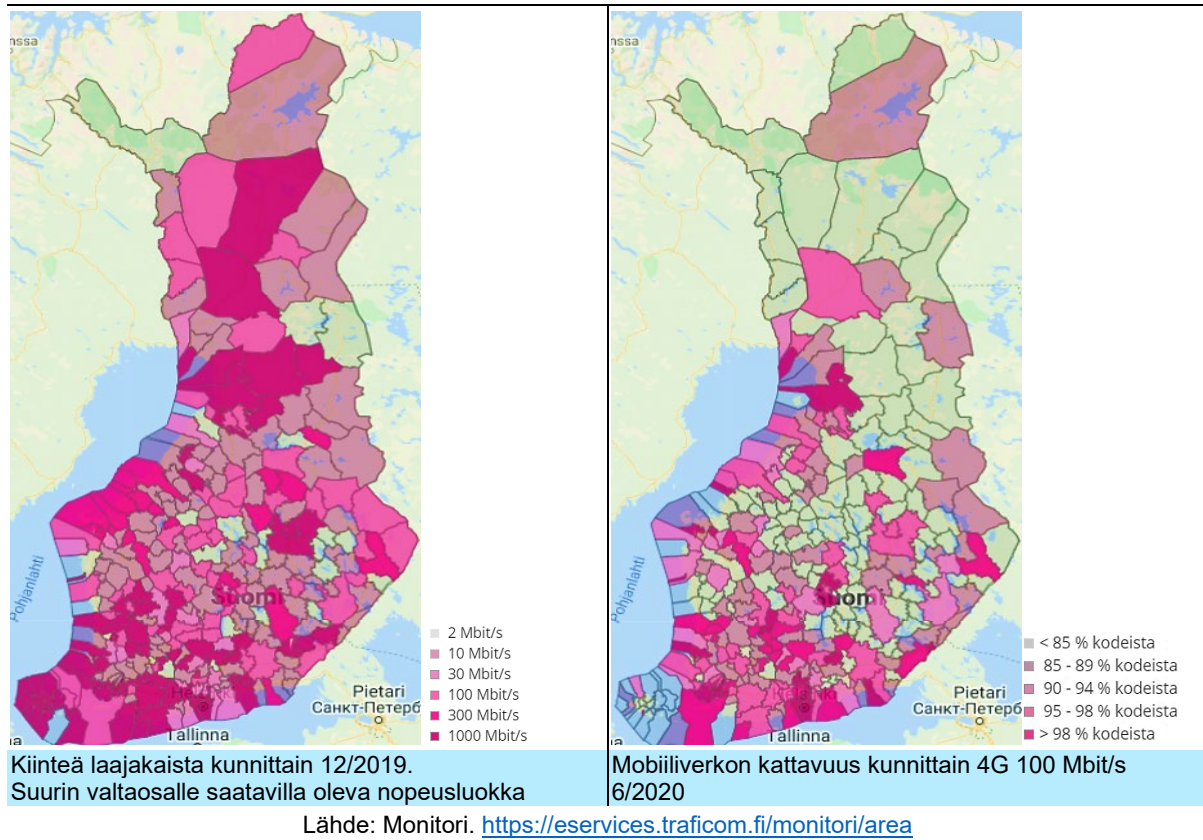 nssa
Pohjanlahti
Suomi
Helsinki
Tallinna
Pietari
Санкт-Петерб
2 Mbit/s
10 Mbit/s
30 Mbit/s
100 Mbit/s
300 Mbit/s
1000 Mbit/s
Kiinteä laajakaista kunnittain 12/2019.
Suurin valtaosalle saatavilla oleva nopeusluokka
nssa
Pohjanlahti
Suomi
Helsinki
Tallinna
Pietari
Санкт-Петерб
< 85 % kodeista
85 - 89 % kodeista
90 - 94 % kodeista
95 - 98 % kodeista
> 98 % kodeista
Mobiiliverkon kattavuus kunnittain 4G 100 Mbit/s
6/2020
Lähde: Monitori. https://eservices.traficom.fi/monitori/area